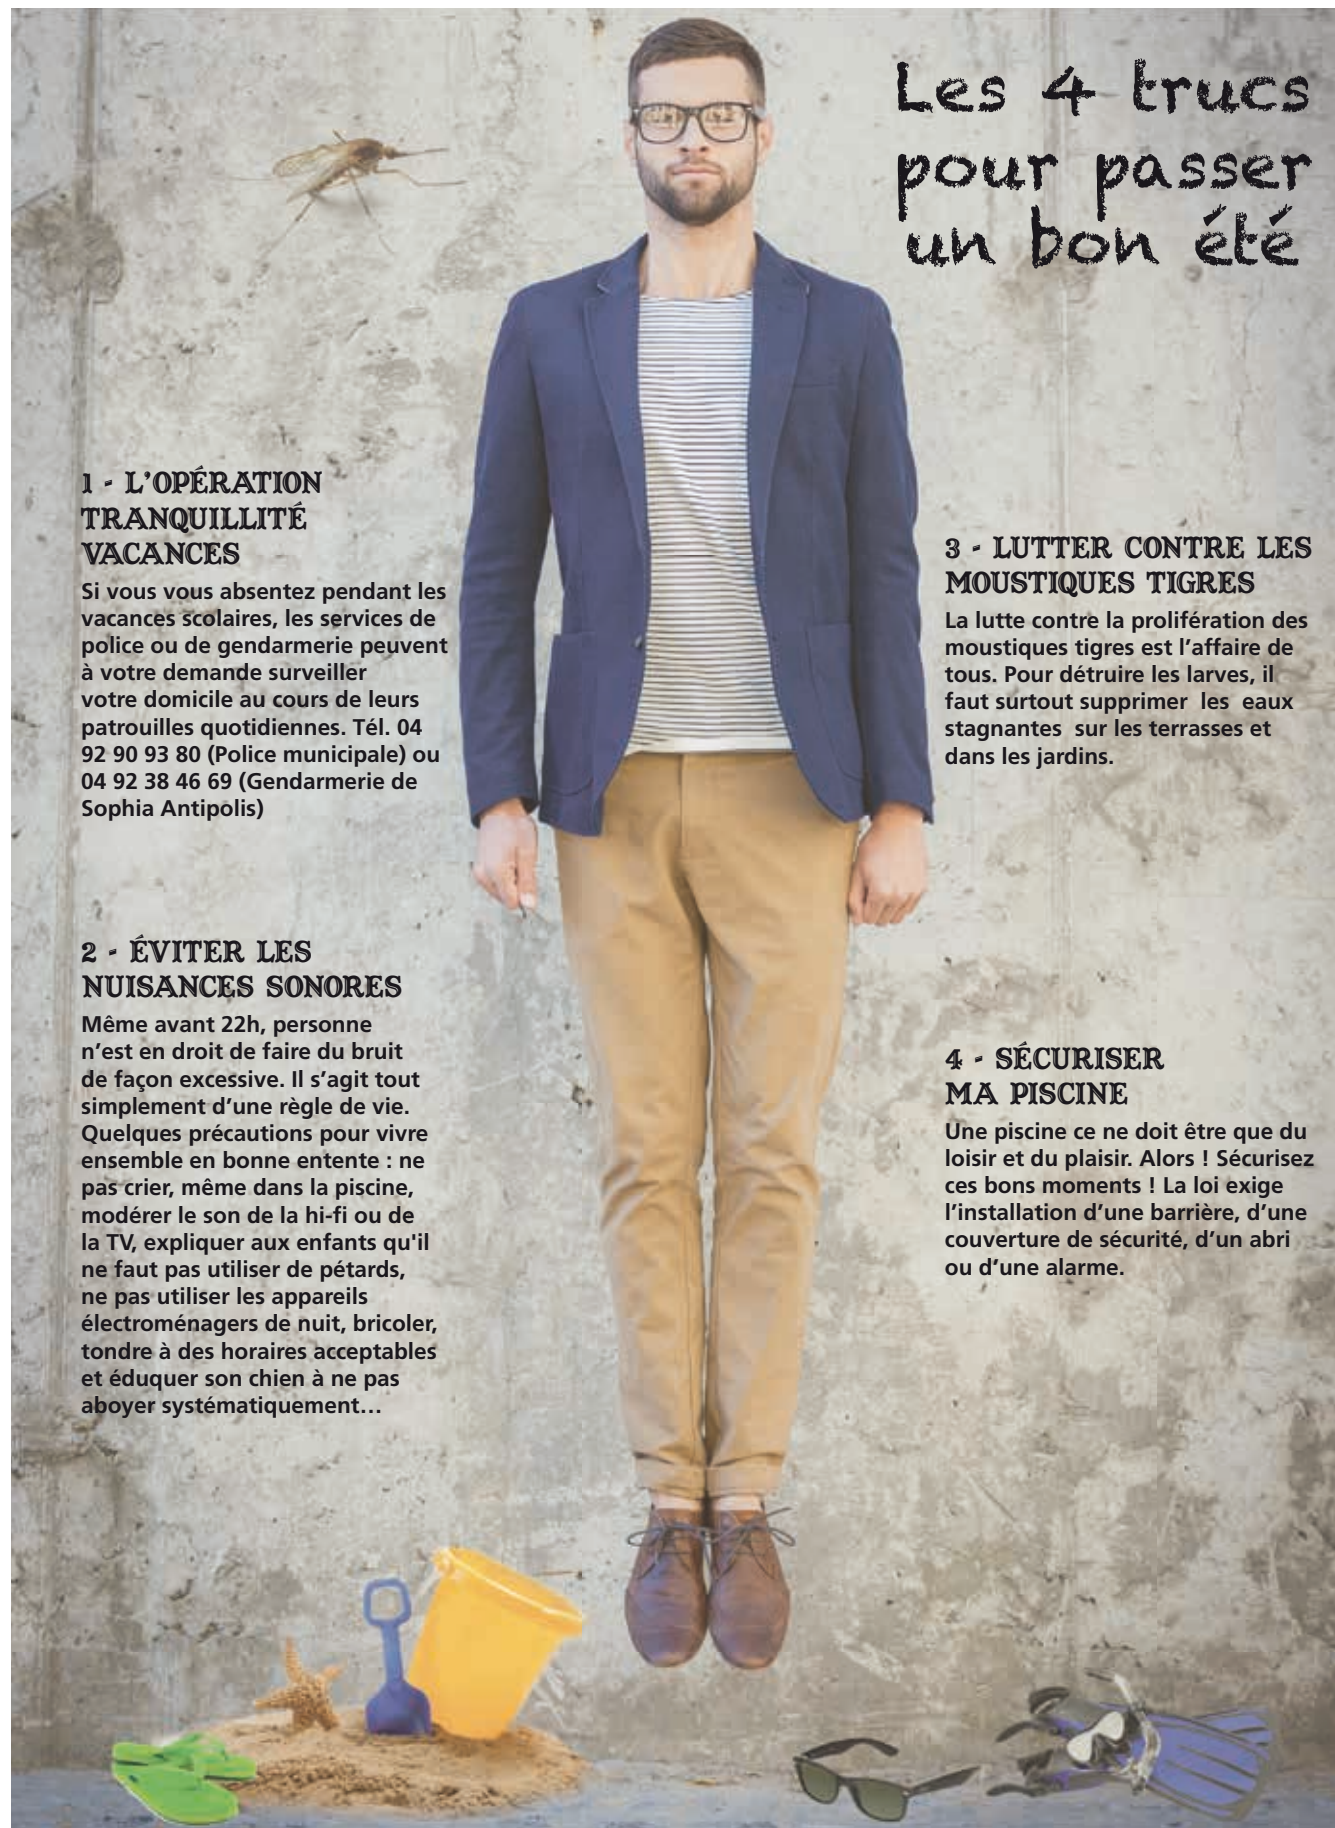 Les 4 trucs
pour passer
un bon été
1 - L'OPÉRATION
TRANQUILLITÉ
VACANCES
Si vous vous absentez pendant les
vacances scolaires, les services de
police ou de gendarmerie peuvent
à votre demande surveiller
votre domicile au cours de leurs
patrouilles quotidiennes. Tél. 04
92 90 93 80 (Police municipale) ou
04 92 38 46 69 (Gendarmerie de
Sophia Antipolis)
2 - ÉVITER LES
NUISANCES SONORES
Même avant 22h, personne
n'est en droit de faire du bruit
de façon excessive. Il s'agit tout
simplement d'une règle de vie.
Quelques précautions pour vivre
ensemble en bonne entente : ne
pas crier, même dans la piscine,
modérer le son de la hi-fi ou de
la TV, expliquer aux enfants qu'il
ne faut pas utiliser de pétards,
ne pas utiliser les appareils
électroménagers de nuit, bricoler,
tondre à des horaires acceptables
et éduquer son chien à ne pas
aboyer systématiquement…
3 - LUTTER CONTRE LES
MOUSTIQUES TIGRES
La lutte contre la prolifération des
moustiques tigres est l'affaire de
tous. Pour détruire les larves, il
faut surtout supprimer les eaux
stagnantes sur les terrasses et
dans les jardins.
4 - SÉCURISER
MA PISCINE
Une piscine ce ne doit être que du
loisir et du plaisir. Alors ! Sécurisez
ces bons moments ! La loi exige
l'installation d'une barrière, d'une
couverture de sécurité, d'un abri
ou d'une alarme.